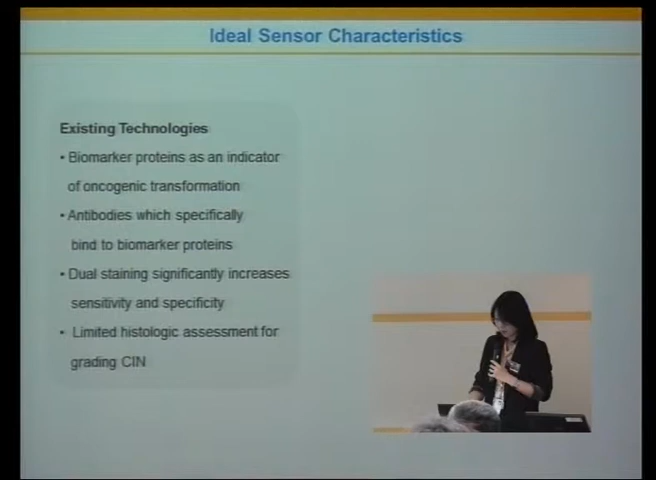 Ideal Sensor Characteristics
Existing Technologies
• Biomarker proteins as an indicator
of oncogenic transformation
• Antibodies which specifically
bind to biomarker proteins
• Dual staining significantly increases
sensitivity and specificity
• Limited histologic assessment for
grading CIN